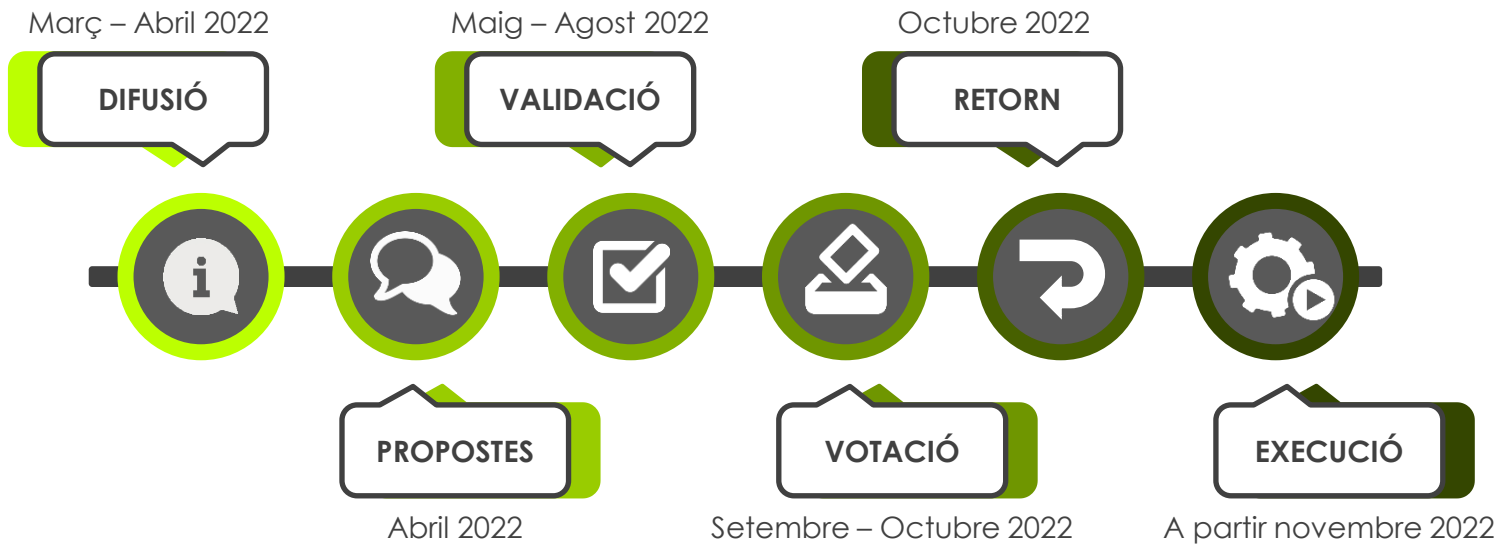 Març – Abril 2022
DIFUSIÓ
Maig – Agost 2022
VALIDACIÓ
Octubre 2022
RETORN
i
PROPOSTES
Abril 2022
VOTACIÓ
Setembre – Octubre 2022
EXECUCIÓ
A partir novembre 2022